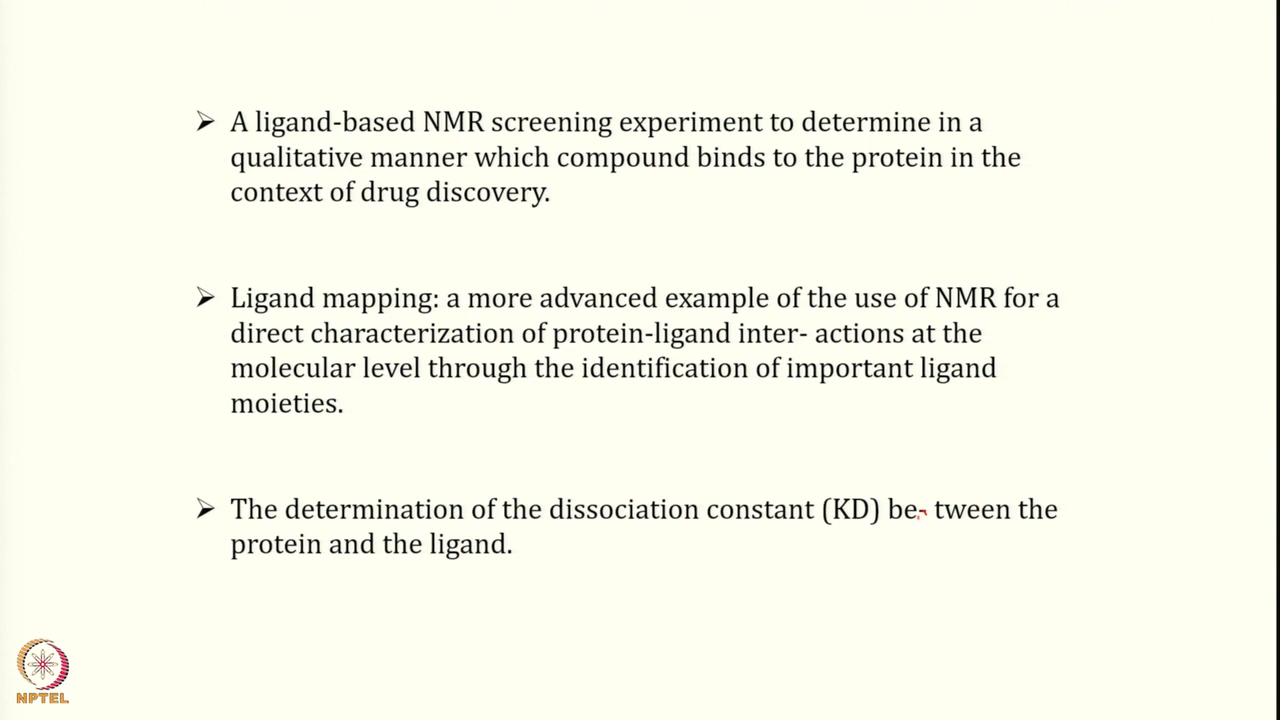 ➢ A ligand-based NMR screening experiment to determine in a
qualitative manner which compound binds to the protein in the
context of drug discovery.
➢ Ligand mapping: a more advanced example of the use of NMR for a
direct characterization of protein-ligand inter- actions at the
molecular level through the identification of important ligand
moieties.
➢ The determination of the dissociation constant (KD) be- tween the
protein and the ligand.
NPTEL